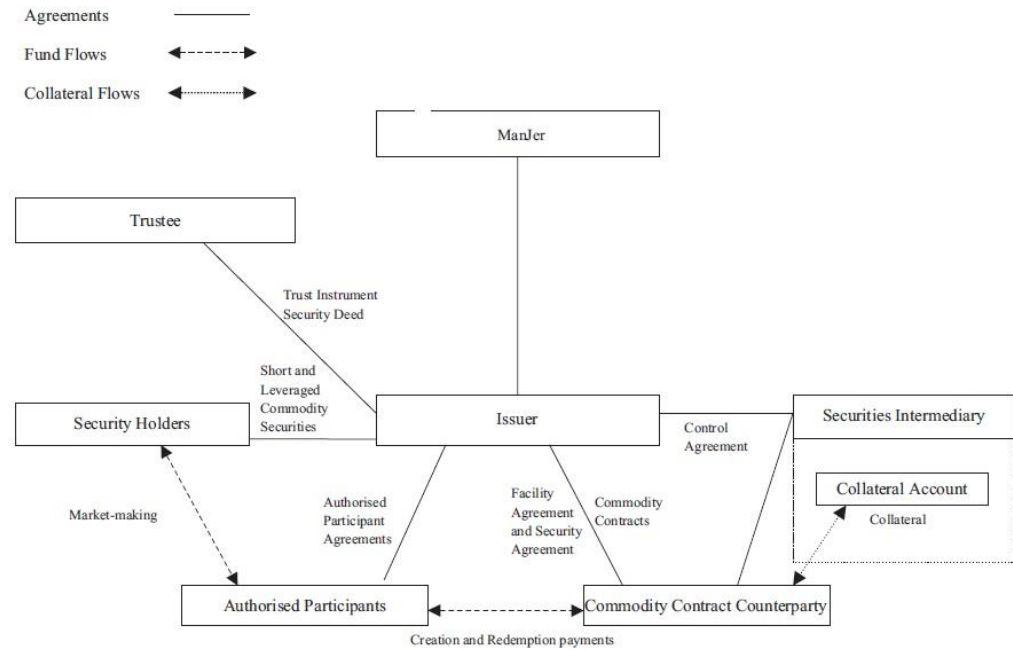 Agreements
Fund Flows
Collateral Flows
ManJer
Trustee
Trust Instrument
Security Deed
Short and
Leveraged
Commodity
Securities
Security Holders
Issuer
Securities Intermediary
Control
Agreement
Collateral Account
Collateral
Market-making
Authorised
Participant
Agreements
Facility
Agreement
and Security
Agreement
Commodity
Contracts
Authorised Participants
Commodity Contract Counterparty
Creation and Redemption payments